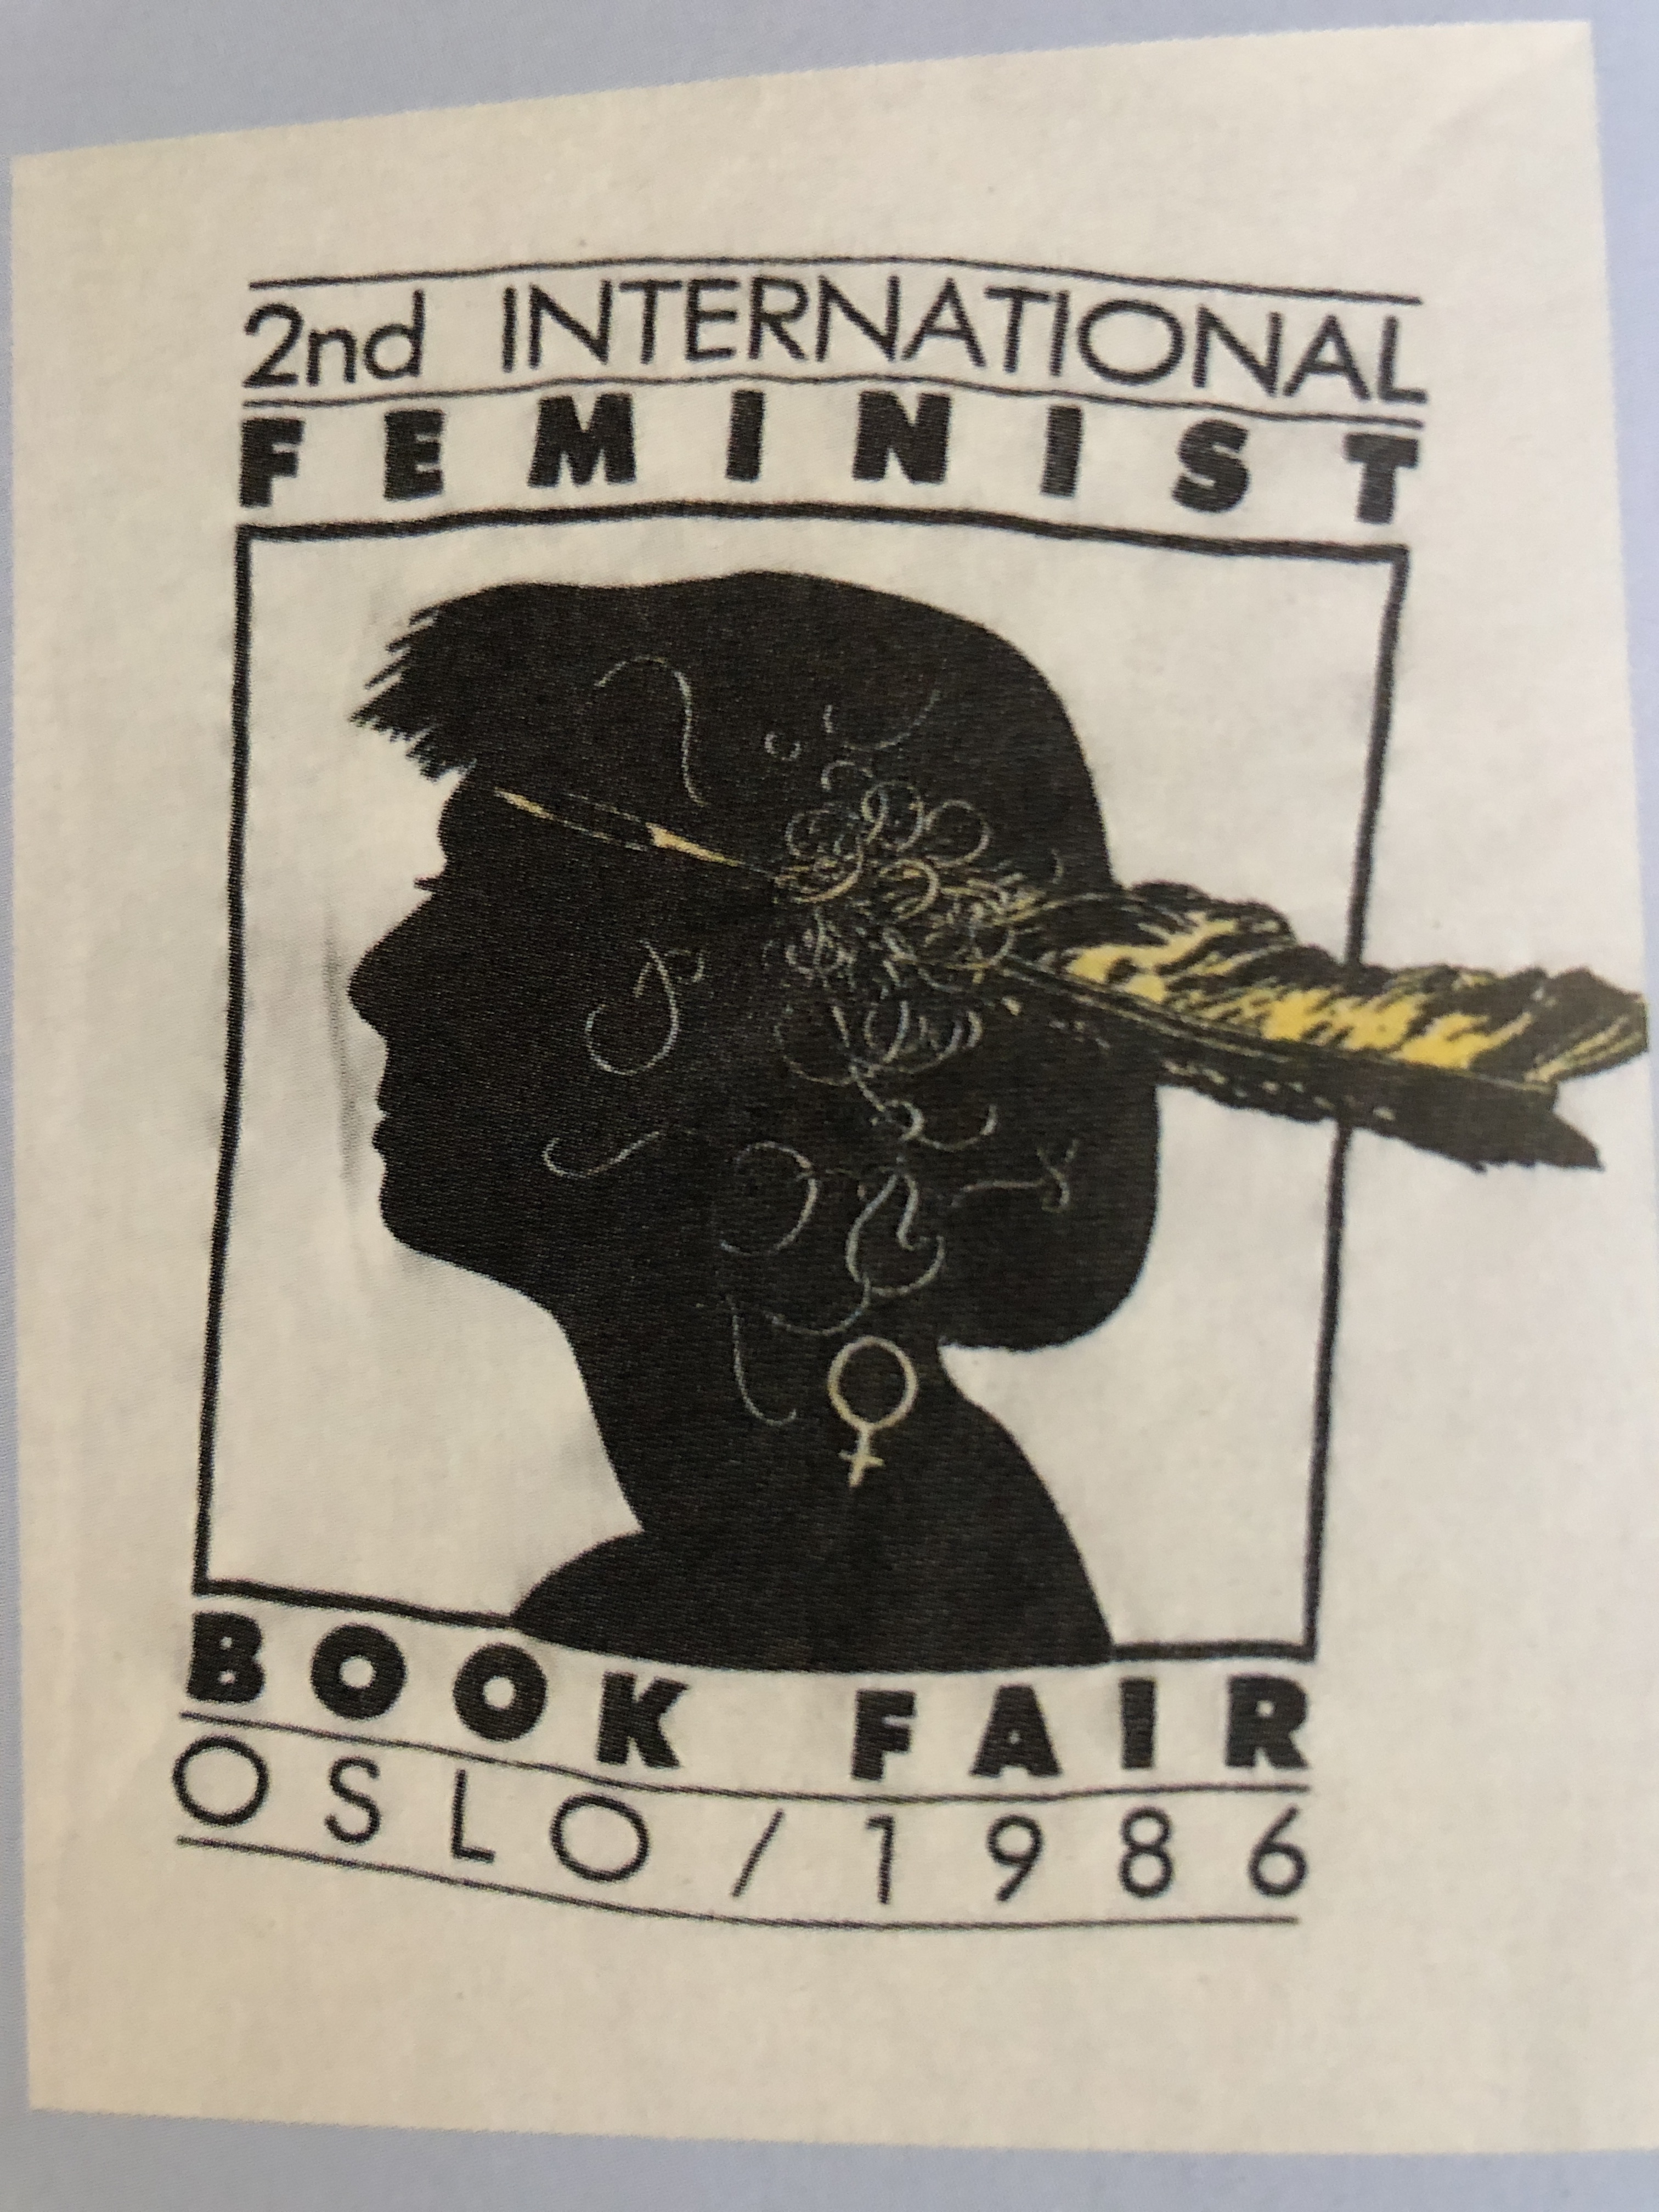 2nd INTERNATIONAL
FEMINIST
BOOK FAIR
OSLO / 1986